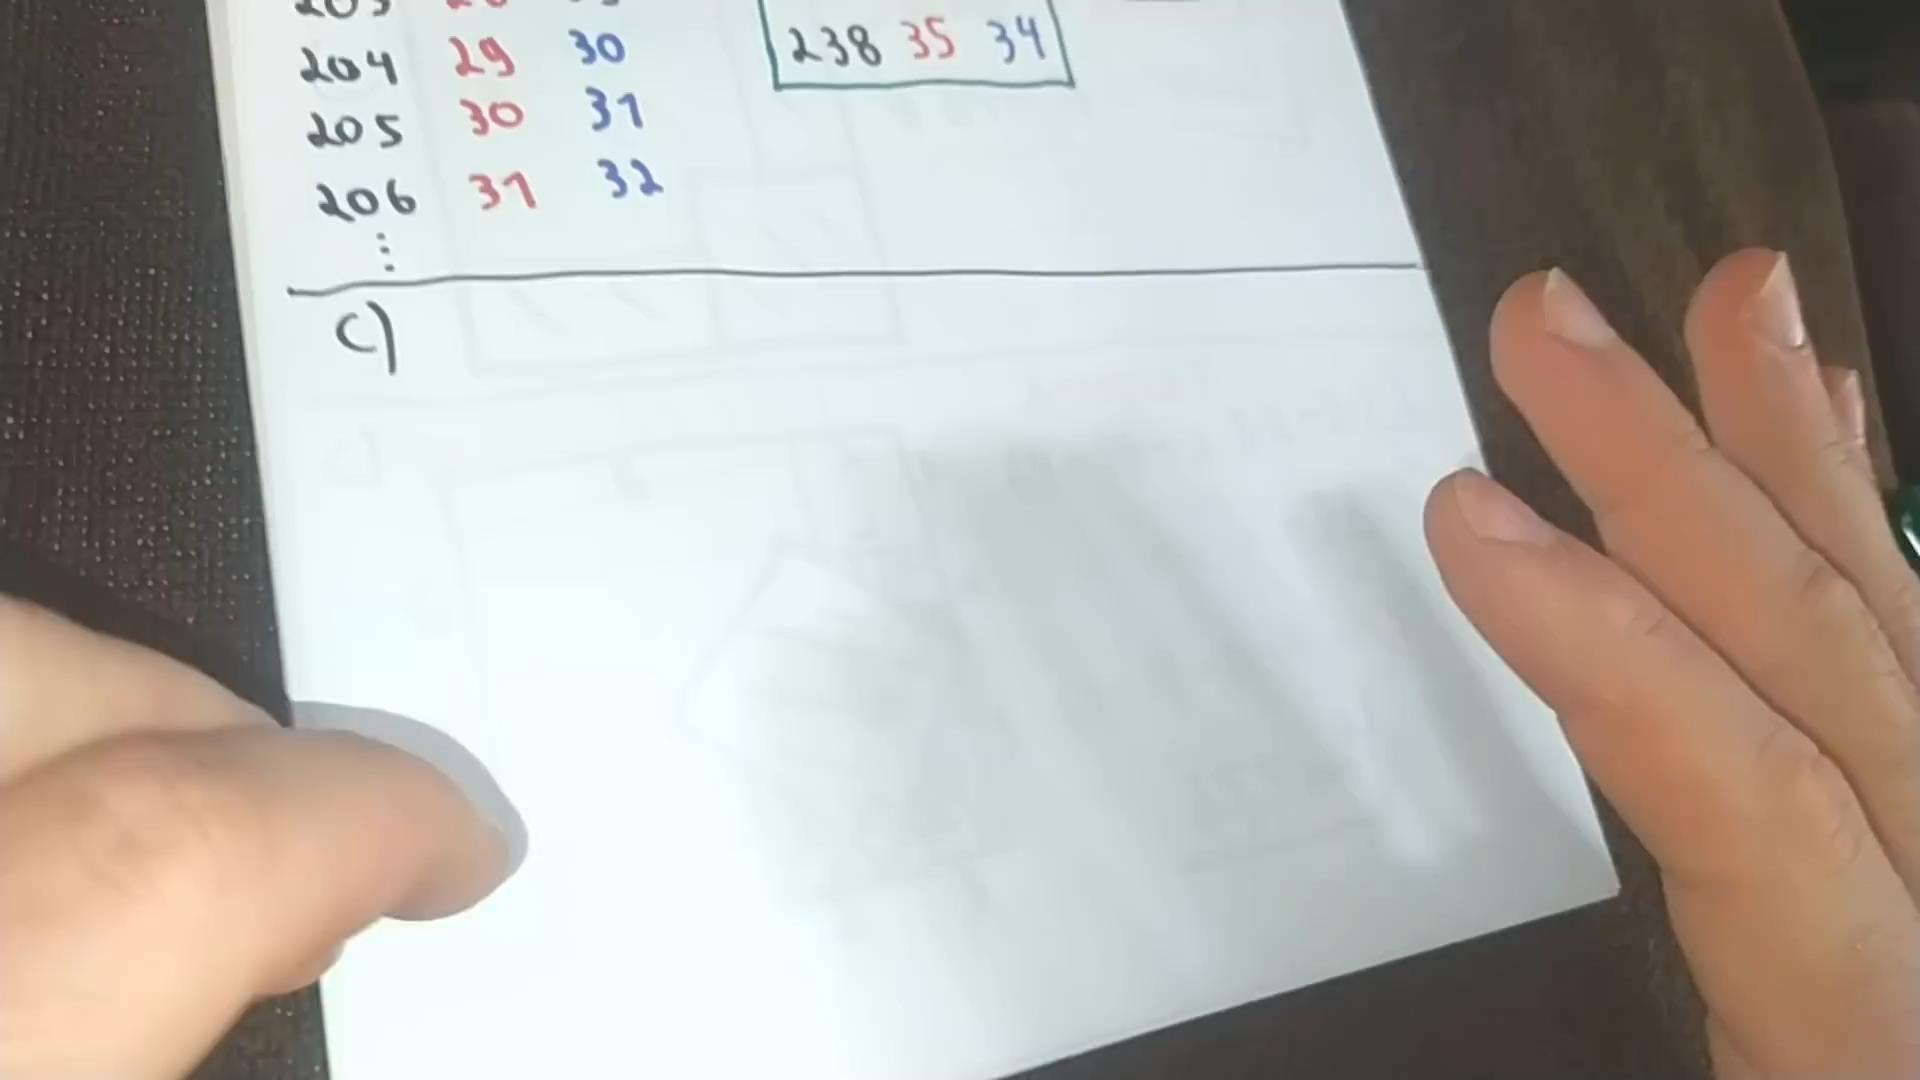 204 29 30
205 30 31
206 31 32
⋮
238 35 34
c)